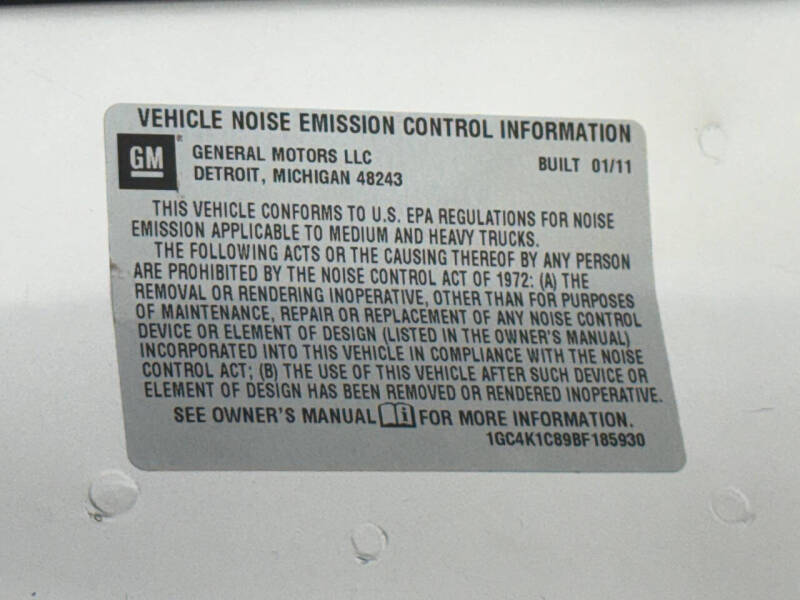 VEHICLE NOISE EMISSION CONTROL INFORMATION
GM
®
GENERAL MOTORS LLC
DETROIT, MICHIGAN 48243
BUILT 01/11
THIS VEHICLE CONFORMS TO U.S. EPA REGULATIONS FOR NOISE
EMISSION APPLICABLE TO MEDIUM AND HEAVY TRUCKS.
THE FOLLOWING ACTS OR THE CAUSING THEREOF BY ANY PERSON
ARE PROHIBITED BY THE NOISE CONTROL ACT OF 1972: (A) THE
REMOVAL OR RENDERING INOPERATIVE, OTHER THAN FOR PURPOSES
OF MAINTENANCE, REPAIR OR REPLACEMENT OF ANY NOISE CONTROL
DEVICE OR ELEMENT OF DESIGN (LISTED IN THE OWNER'S MANUAL)
INCORPORATED INTO THIS VEHICLE IN COMPLIANCE WITH THE NOISE
CONTROL ACT; (B) THE USE OF THIS VEHICLE AFTER SUCH DEVICE OR
ELEMENT OF DESIGN HAS BEEN REMOVED OR RENDERED INOPERATIVE.
SEE OWNER'S MANUAL FOR MORE INFORMATION.
1GC4K1C89BF185930